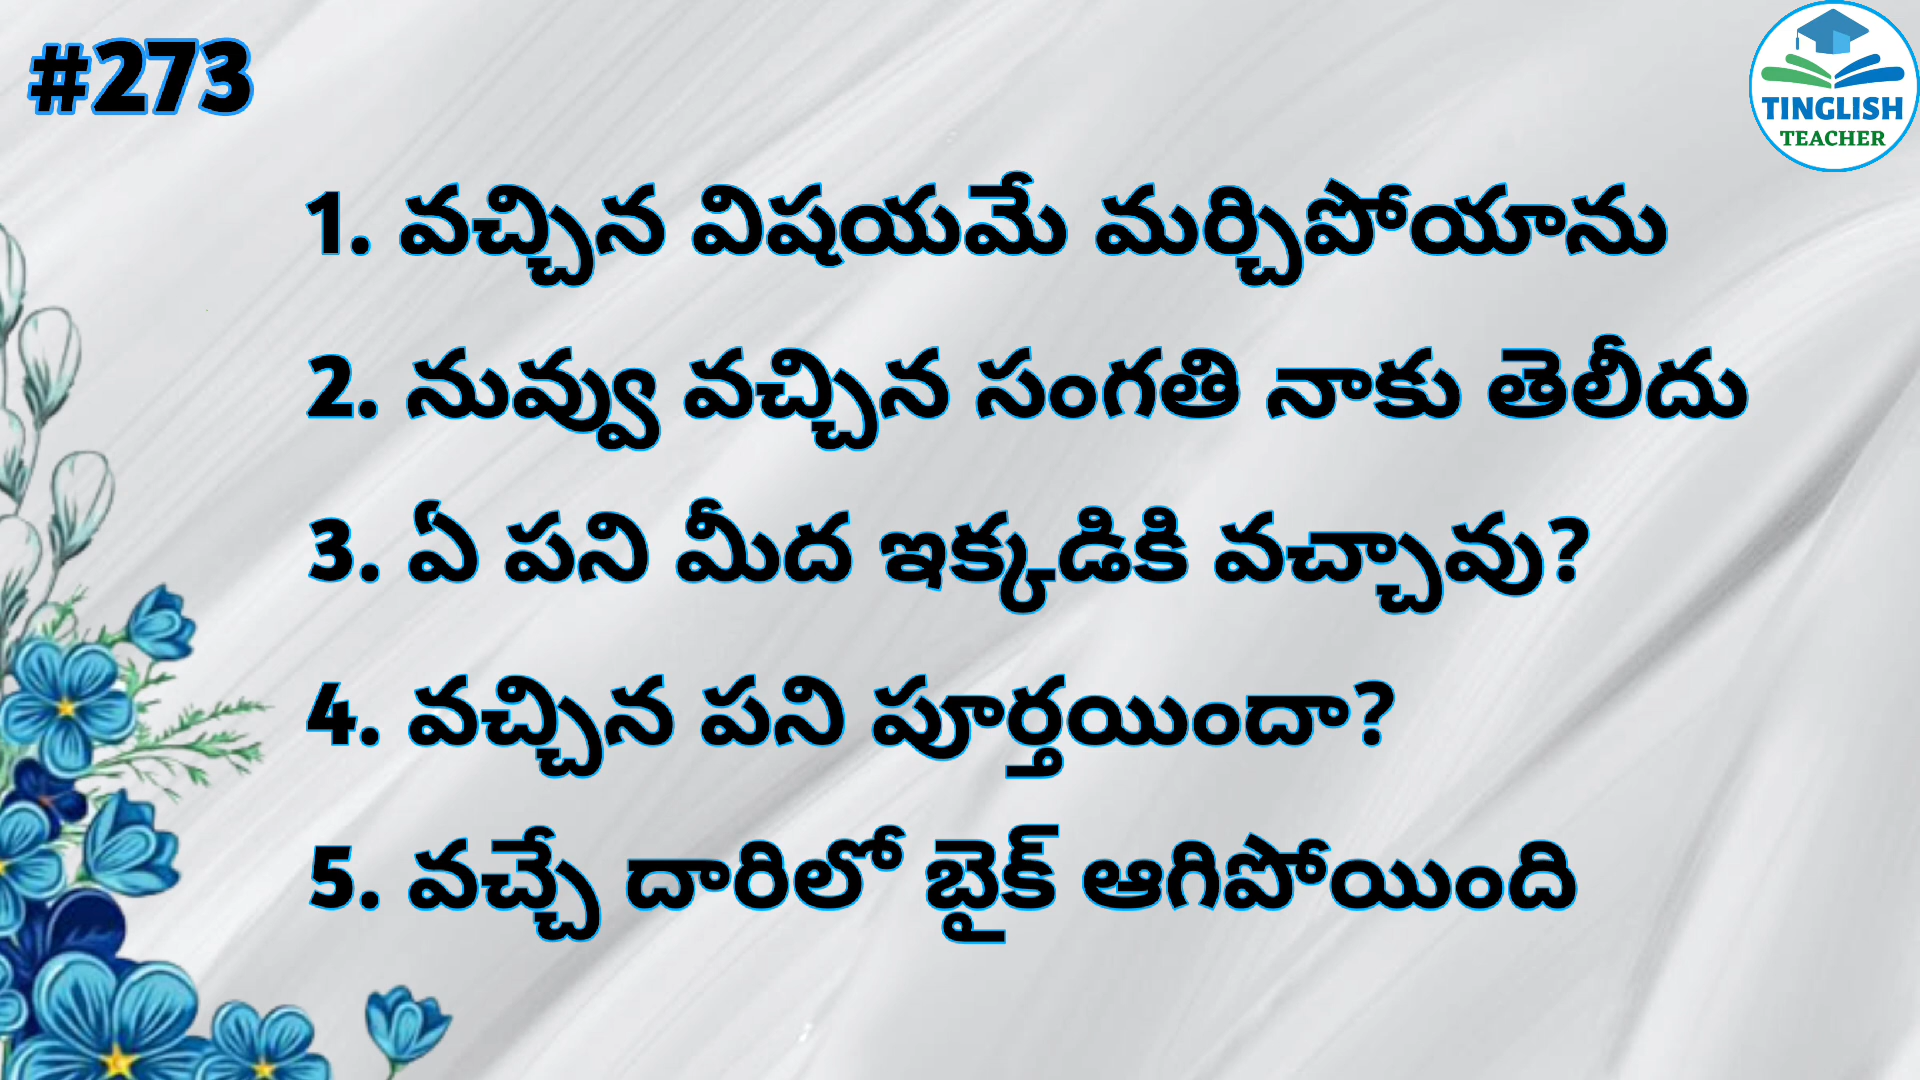 #273
TINGLISH
TEACHER
1. వచ్చిన విషయమే మర్చిపోయాను
2. నువ్వు వచ్చిన సంగతి నాకు తెలీదు
3. ఏ పని మీద ఇక్కడికి వచ్చావు?
4. వచ్చిన పని పూర్తయిందా?
5. వచ్చే దారిలో బైక్ ఆగిపోయింది